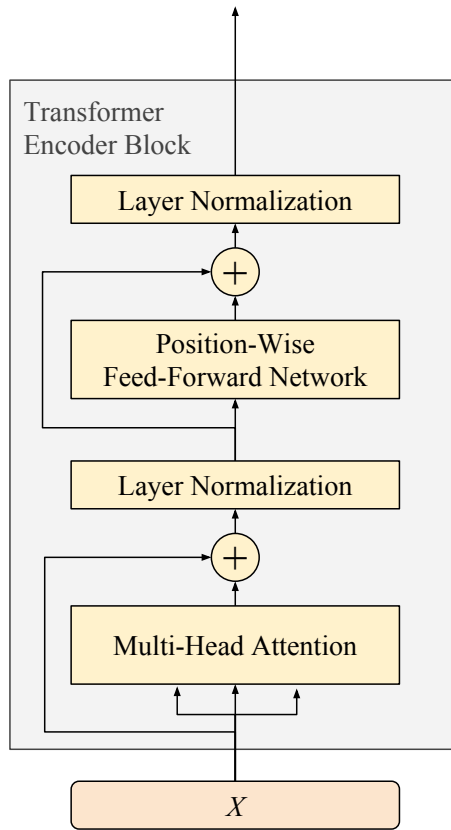 Transformer
Encoder Block
Layer Normalization
+
Position-Wise
Feed-Forward Network
Layer Normalization
+
Multi-Head Attention
X